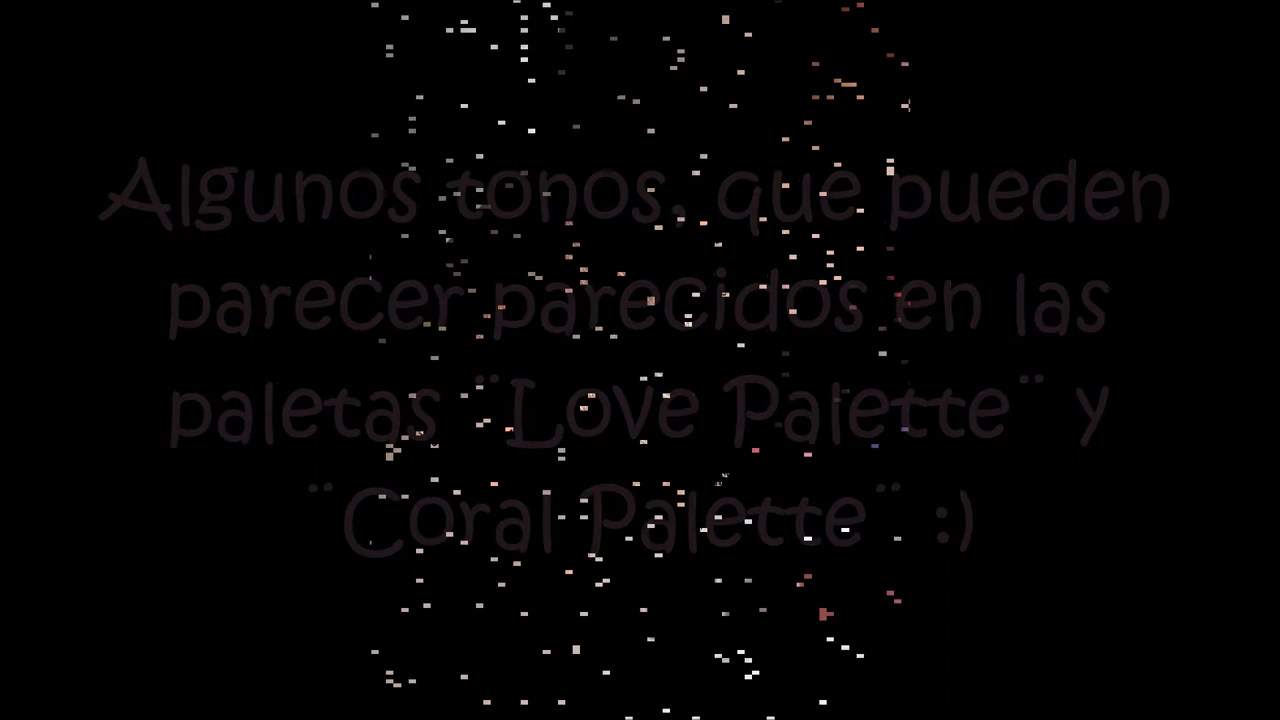 Algunos tonos, que pueden
parecer parecidos en las
paletas ¨Love Palette¨ y
¨Coral Palette¨ :)